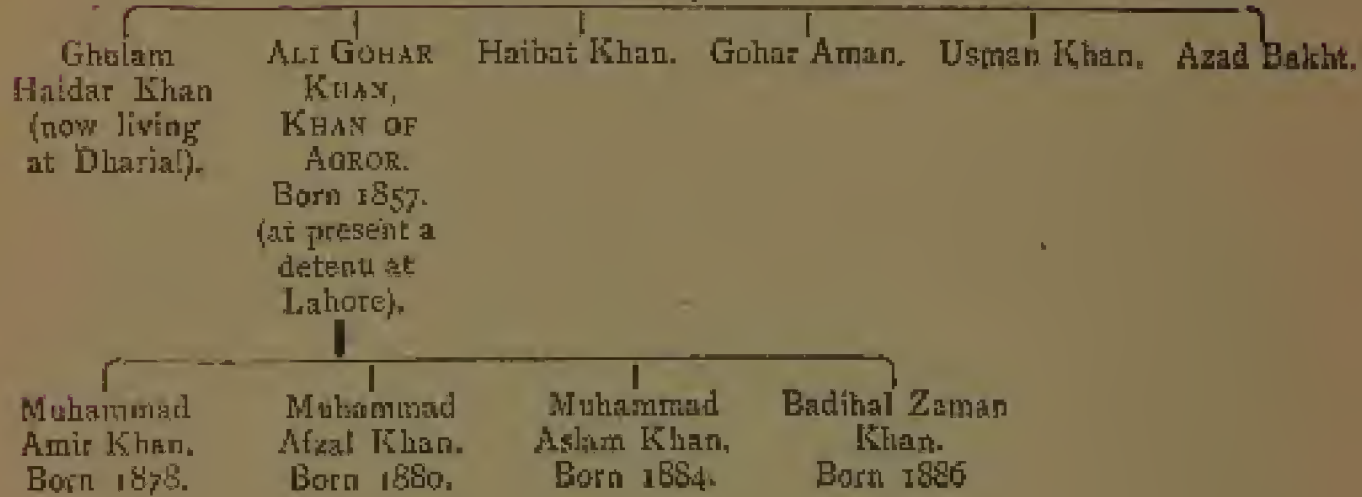 Gholam
Haidar Khan
(now living
at Dharial).
ALI GOHAR
KHAN,
KHAN OF
AGROR.
Born 1857.
(at present a
detenu at
Lahore).
Haibat Khan.
Gohar Aman.
Usman Khan.
Azad Bakht.
Muhammad
Amir Khan.
Born 1878.
Muhammad
Afzal Khan.
Born 1880.
Muhammad
Aslam Khan.
Born 1884.
Badihal Zaman
Khan.
Born 1886